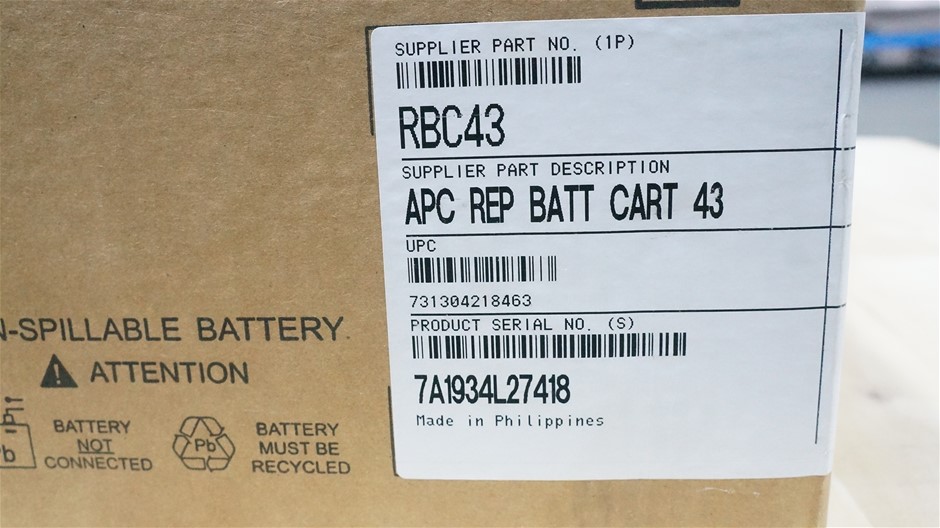 SUPPLIER PART NO. (1P)
RBC43
SUPPLIER PART DESCRIPTION
APC REP BATT CART 43
UPC
731304218463
PRODUCT SERIAL NO. (S)
7A1934L27418
Made in Philippines
N-SPILLABLE BATTERY
ATTENTION
Pb
BATTERY
NOT
CONNECTED
Pb
BATTERY
MUST BE
RECYCLED